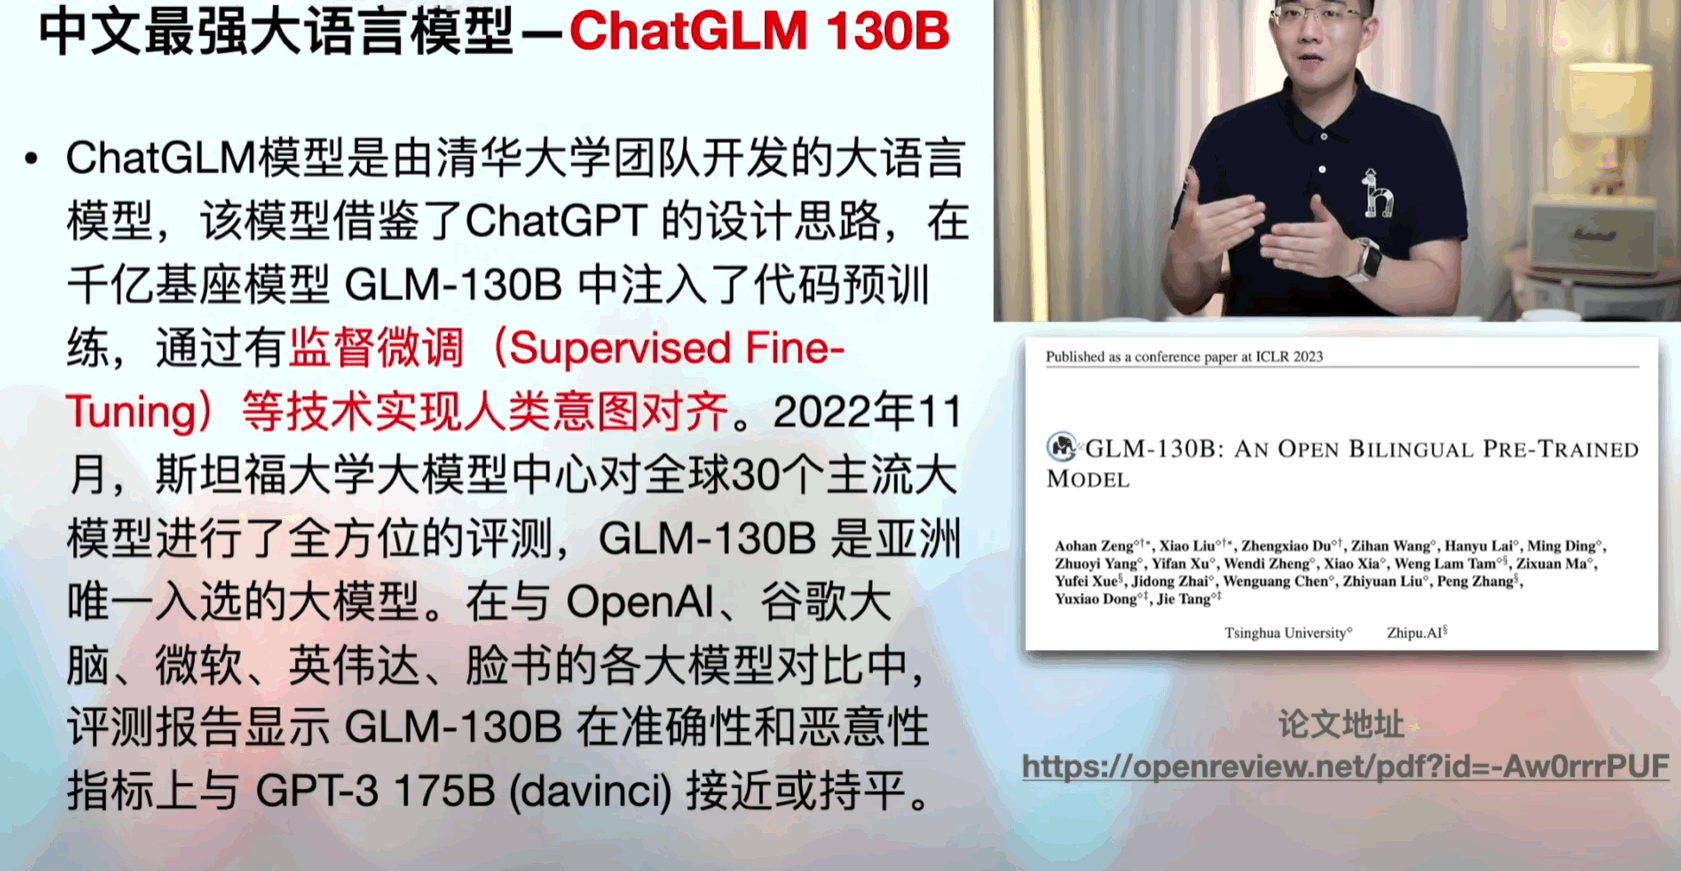 中文最强大语言模型—ChatGLM 130B
• ChatGLM模型是由清华大学团队开发的大语言
模型，该模型借鉴了ChatGPT 的设计思路，在
千亿基座模型 GLM-130B 中注入了代码预训
练，通过有监督微调（Supervised Fine-
Tuning）等技术实现人类意图对齐。2022年11
月，斯坦福大学大模型中心对全球30个主流大
模型进行了全方位的评测，GLM-130B 是亚洲
唯一入选的大模型。在与 OpenAI、谷歌大
脑、微软、英伟达、脸书的各大模型对比中，
评测报告显示 GLM-130B 在准确性和恶意性
指标上与 GPT-3 175B (davinci) 接近或持平。
h
Published as a conference paper at ICLR 2023
GLM-130B: AN OPEN BILINGUAL PRE-TRAINED
MODEL
Aohan Zeng◇†*, Xiao Liu◇†*, Zhengxiao Du◇†, Zihan Wang◇, Hanyu Lai◇, Ming Ding◇,
Zhuoyi Yang◇, Yifan Xu◇, Wendi Zheng◇, Xiao Xia◇, Weng Lam Tam◇§, Zixuan Ma◇,
Yufei Xue§, Jidong Zhai◇, Wenguang Chen◇, Zhiyuan Liu◇, Peng Zhang§,
Yuxiao Dong◇‡, Jie Tang◇‡
Tsinghua University◇ Zhipu.AI§
论文地址
https://openreview.net/pdf?id=-Aw0rrrPUF